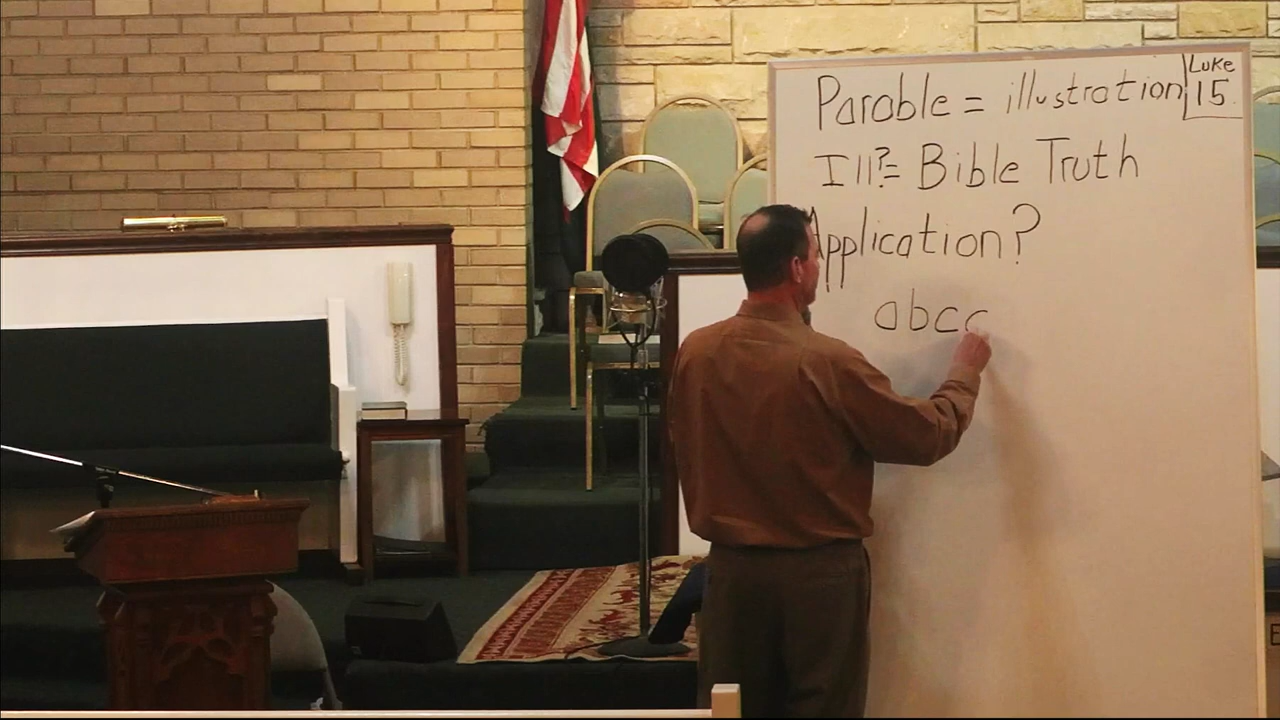 Parable = illustration
Luke
15
Ill?= Bible Truth
Application?
abcc